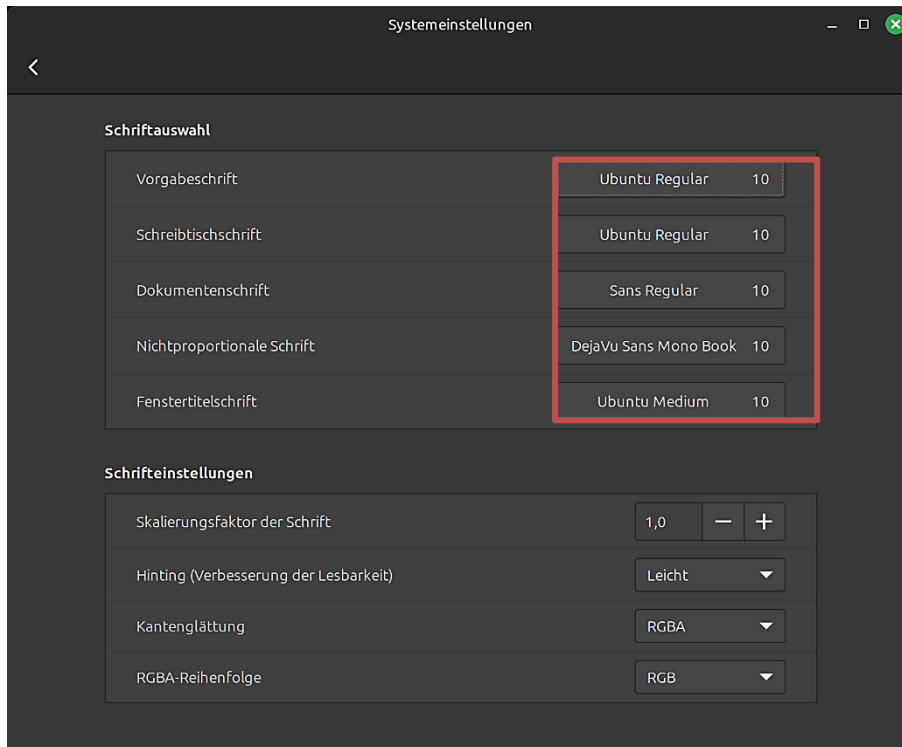 Systemeinstellungen
Schriftauswahl
Vorgabeschrift Ubuntu Regular 10
Schreibtischschrift Ubuntu Regular 10
Dokumentenschrift Sans Regular 10
Nichtproportionale Schrift DejaVu Sans Mono Book 10
Fenstertitelschrift Ubuntu Medium 10
Schrifteinstellungen
Skalierungsfaktor der Schrift 1,0
Hinting (Verbesserung der Lesbarkeit) Leicht
Kantenglättung RGBA
RGBA-Reihenfolge RGB